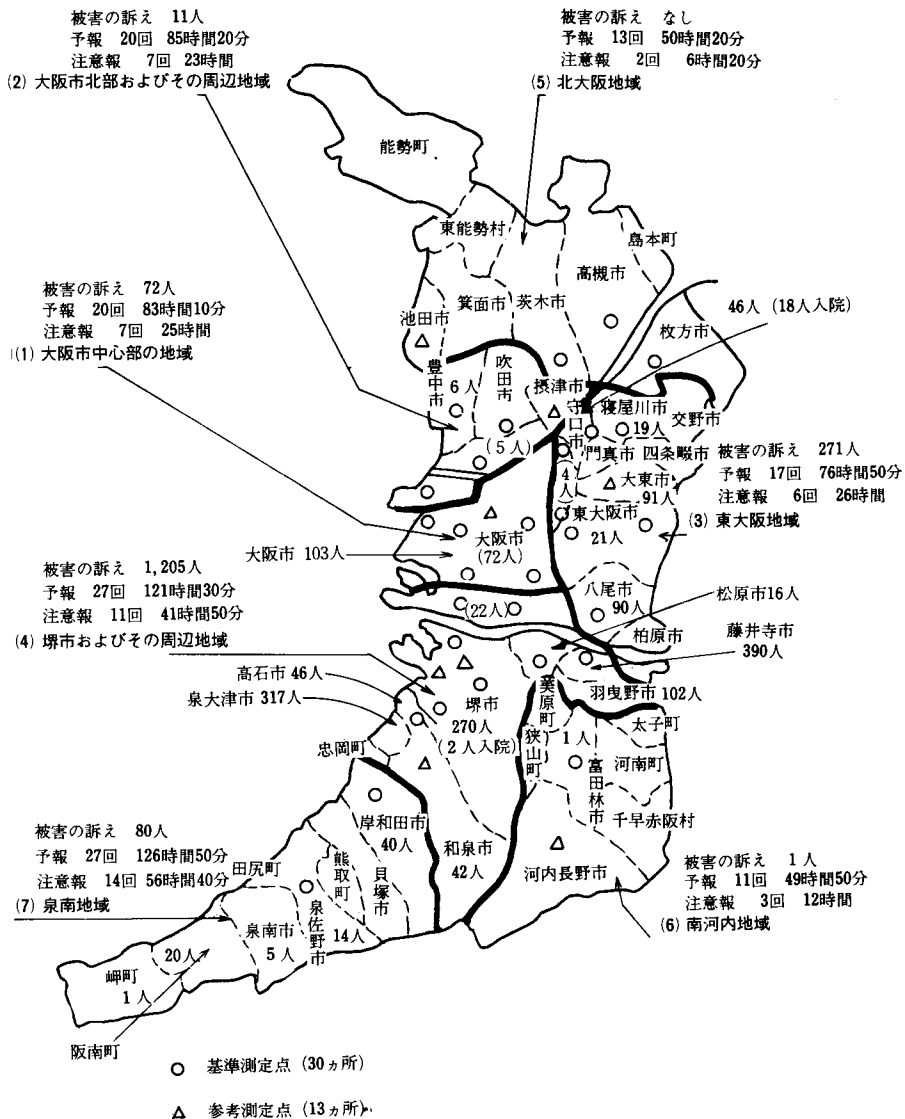 被害の訴え 11人
予報 20回 85時間20分
注意報 7回 23時間
(2) 大阪市北部およびその周辺地域
被害の訴え なし
予報 13回 50時間20分
注意報 2回 6時間20分
(5) 北大阪地域
能勢町
東能勢村
島本町
高槻市
箕面市
茨木市
池田市
46人 (18人入院)
枚方市
被害の訴え 72人
予報 20回 83時間10分
注意報 7回 25時間
(1) 大阪市中心部の地域
豊中市
6人
吹田市
(5人)
摂津市
守口市
寝屋川市
19人
交野市
門真市
四条畷市
4人
大東市
91人
被害の訴え 271人
予報 17回 76時間50分
注意報 6回 26時間
(3) 東大阪地域
東大阪市
21人
大阪市
(72人)
大阪市 103人
(22人)
八尾市
90人
柏原市
松原市16人
藤井寺市
390人
羽曳野市 102人
被害の訴え 1,205人
予報 27回 121時間30分
注意報 11回 41時間50分
(4) 堺市およびその周辺地域
高石市 46人
泉大津市 317人
忠岡町
堺市
270人
(2人入院)
美原町
狭山町
1人
富田林市
太子町
河南町
千早赤阪村
河内長野市
岸和田市
40人
和泉市
42人
貝塚市
熊取町
14人
泉佐野市
田尻町
泉南市
5人
20人
岬町
1人
阪南町
被害の訴え 80人
予報 27回 126時間50分
注意報 14回 56時間40分
(7) 泉南地域
被害の訴え 1人
予報 11回 49時間50分
注意報 3回 12時間
(6) 南河内地域
○ 基準測定点 (30ヵ所)
△ 参考測定点 (13ヵ所)